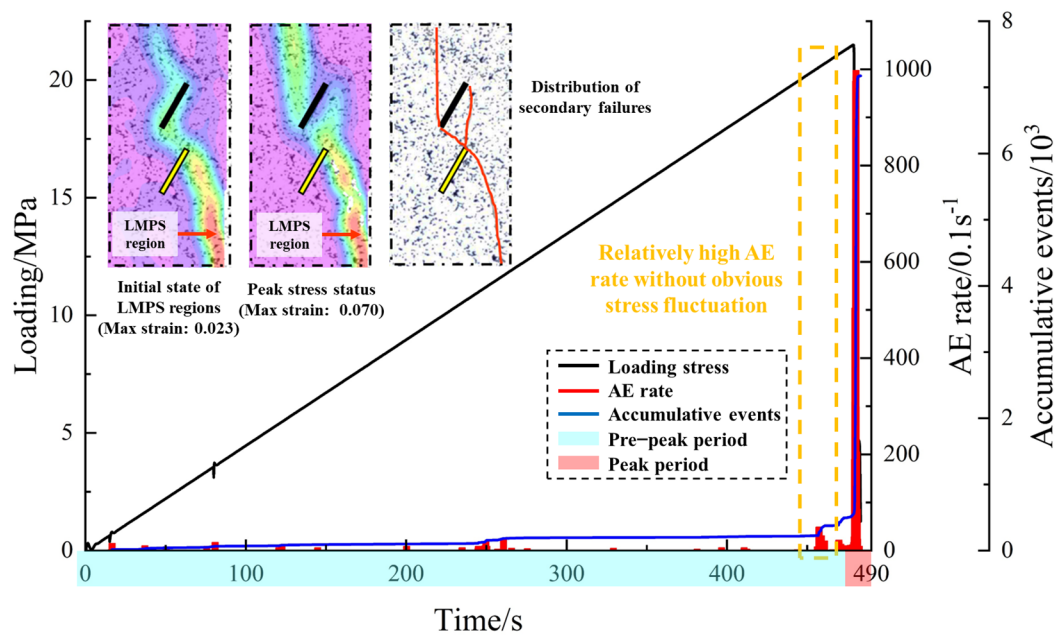 Loading/MPa
20
15
10
5
0
LMPS
region
LMPS
region
Initial state of
LMPS regions
(Max strain: 0.023)
Peak stress status
(Max strain: 0.070)
Distribution of
secondary failures
Relatively high AE
rate without obvious
stress fluctuation
Loading stress
AE rate
Accumulative events
Pre-peak period
Peak period
0
100
200
300
400
490
Time/s
1000
800
600
400
200
0
AE rate/0.1s⁻¹
8
6
4
2
0
Accumulative events/10³